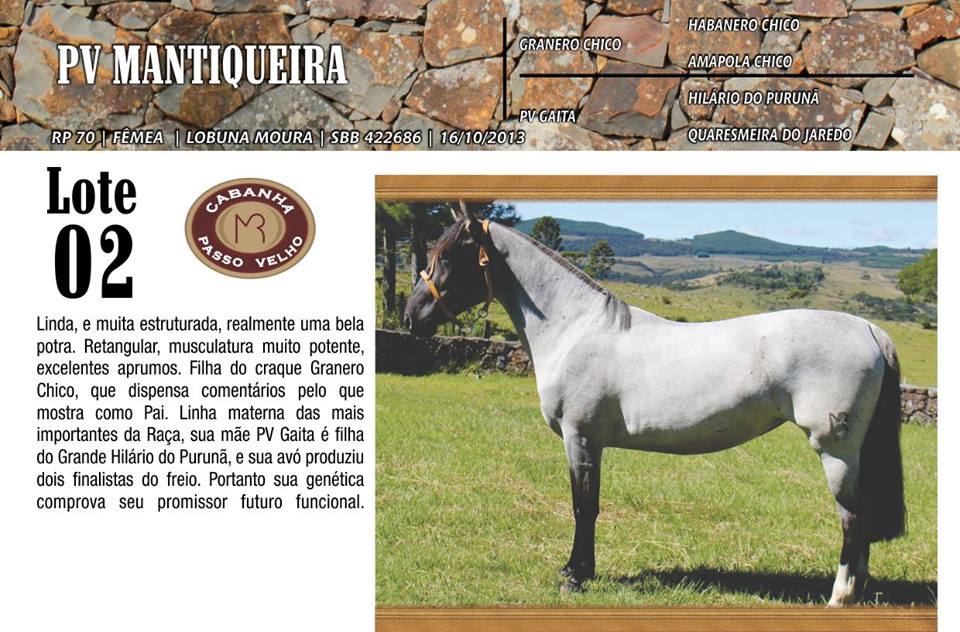 PV MANTIQUEIRA
RP 70 | FÊMEA | LOBUNA MOURA | SBB 422686 | 16/10/2013
GRANERO CHICO
PV GAITA
HABANERO CHICO
AMAPOLA CHICO
HILÁRIO DO PURUNÃ
QUARESMEIRA DO JAREDO
Lote
02
CABANHA
MR
PASSO VELHO
Linda, e muita estruturada, realmente uma bela
potra. Retangular, musculatura muito potente,
excelentes aprumos. Filha do craque Granero
Chico, que dispensa comentários pelo que
mostra como Pai. Linha materna das mais
importantes da Raça, sua mãe PV Gaita é filha
do Grande Hilário do Purunã, e sua avó produziu
dois finalistas do freio. Portanto sua genética
comprova seu promissor futuro funcional.